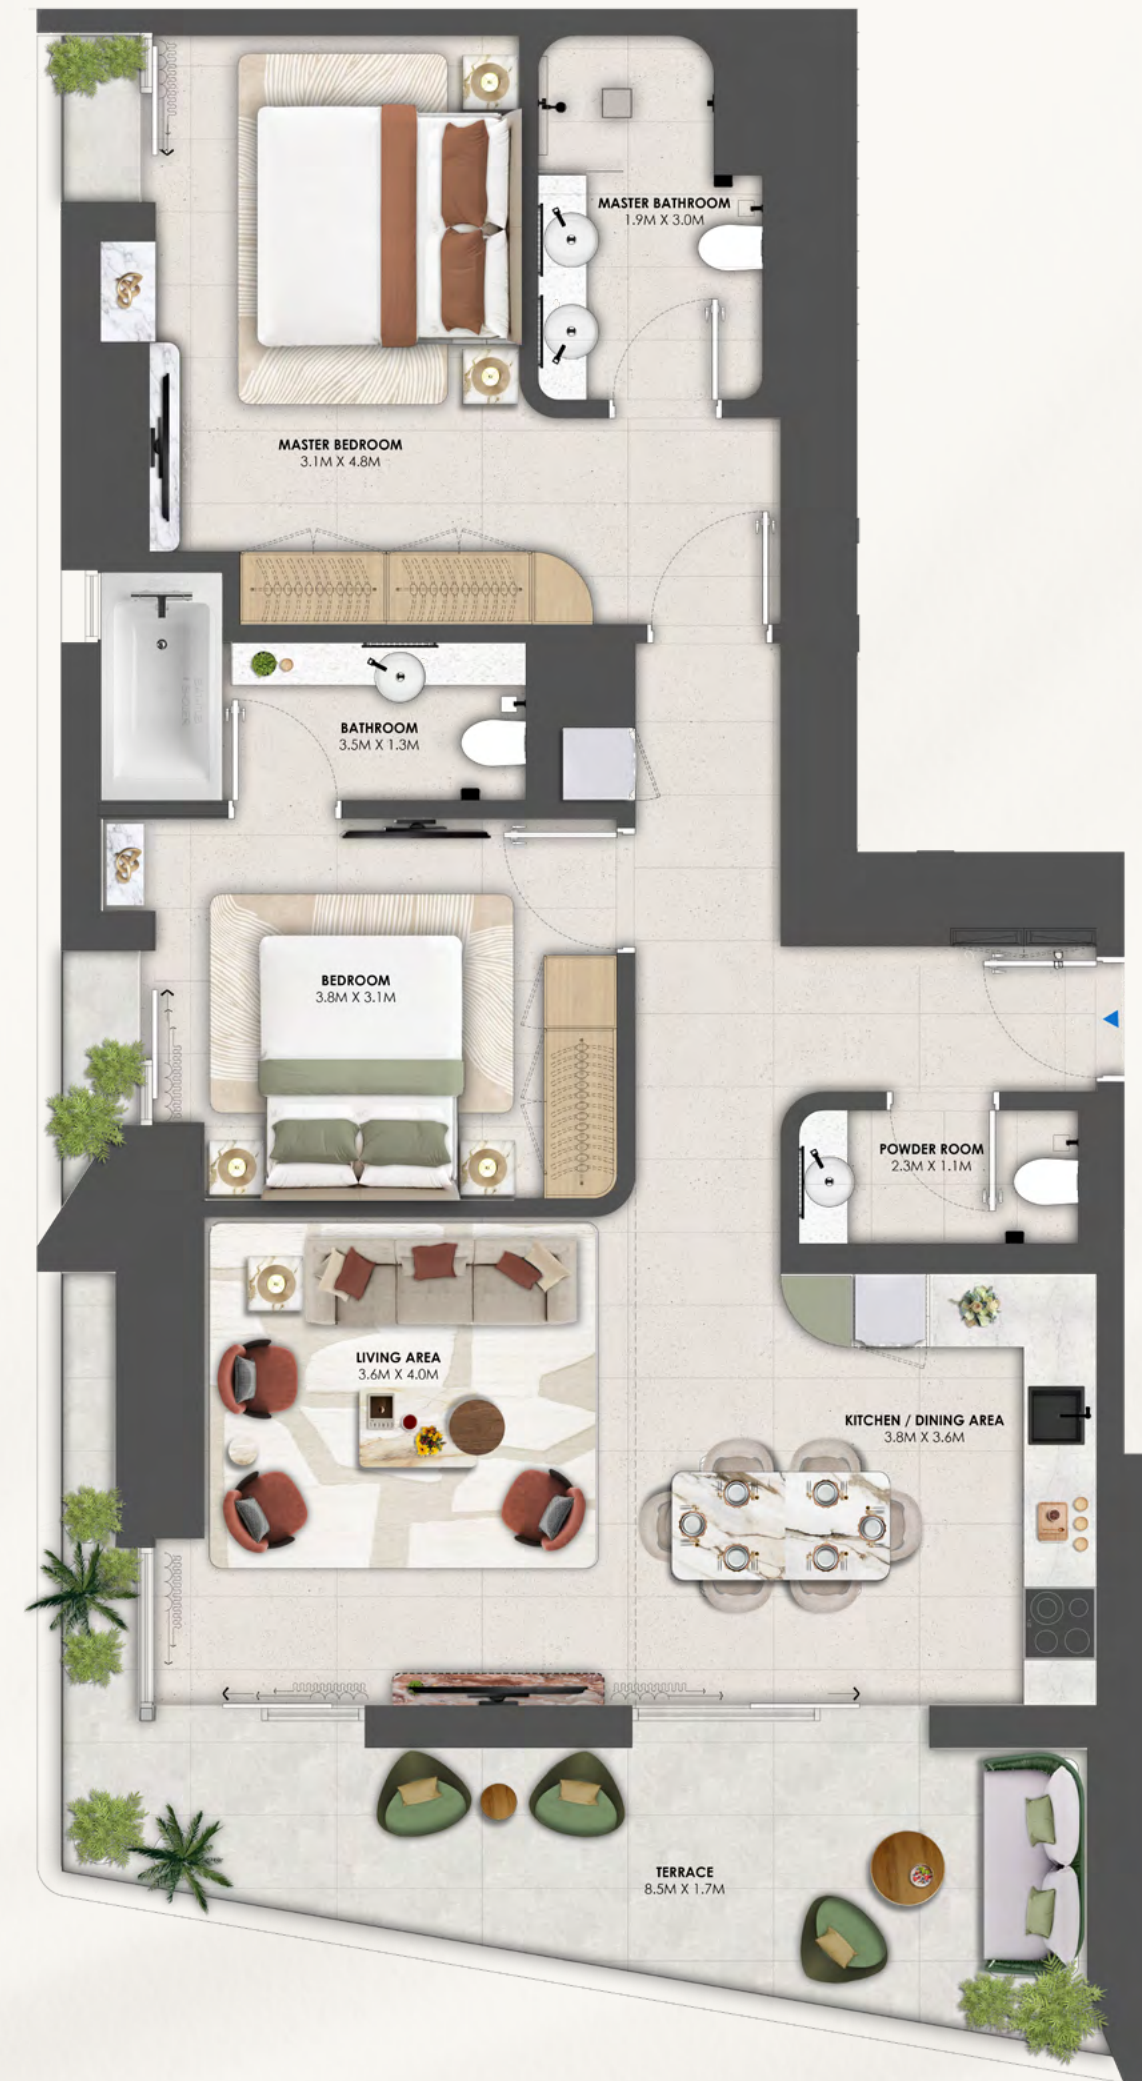 MASTER BATHROOM
1.9M X 3.0M
MASTER BEDROOM
3.1M X 4.8M
BATHROOM
3.5M X 1.3M
BEDROOM
3.8M X 3.1M
POWDER ROOM
2.3M X 1.1M
LIVING AREA
3.6M X 4.0M
KITCHEN / DINING AREA
3.8M X 3.6M
TERRACE
8.5M X 1.7M